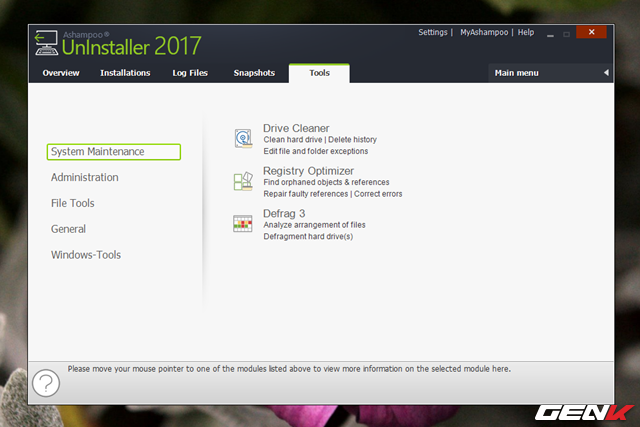 Ashampoo®
UnInstaller 2017
Settings | MyAshampoo | Help
Overview Installations Log Files Snapshots Tools Main menu
System Maintenance
Administration
File Tools
General
Windows-Tools
Drive Cleaner
Clean hard drive | Delete history
Edit file and folder exceptions
Registry Optimizer
Find orphaned objects & references
Repair faulty references | Correct errors
Defrag 3
Analyze arrangement of files
Defragment hard drive(s)
Please move your mouse pointer to one of the modules listed above to view more information on the selected module here.
?
GENK